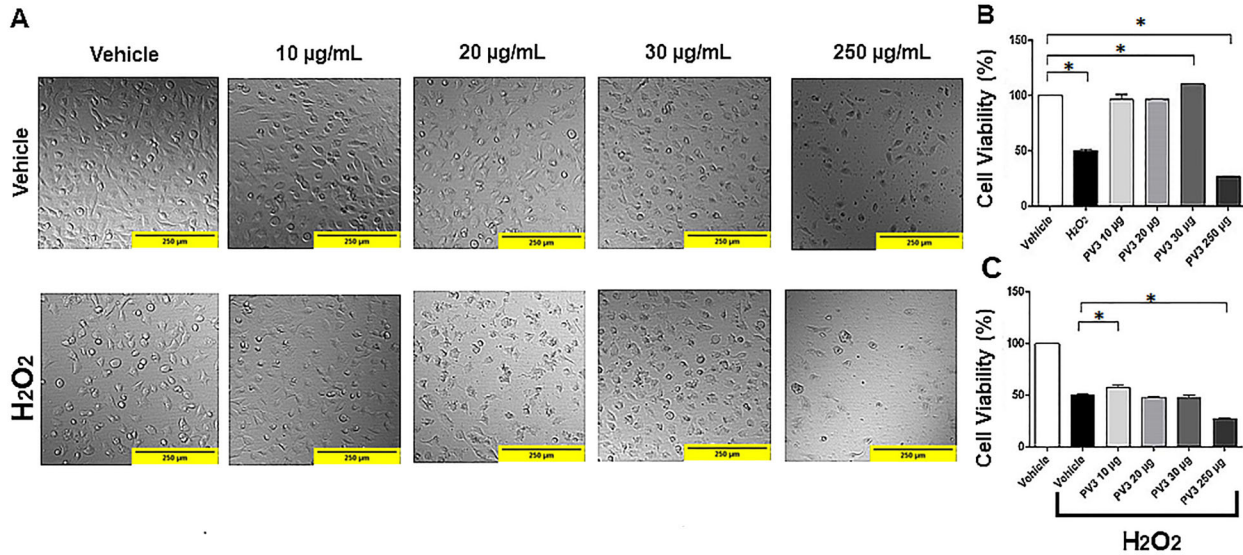 A
Vehicle 10 µg/mL 20 µg/mL 30 µg/mL 250 µg/mL
Vehicle
250 µm 250 µm 250 µm 250 µm 250 µm
H2O2
250 µm 250 µm 250 µm 250 µm 250 µm
B
Cell Viability (%)
150
100
50
0
* * *
Vehicle H2O2 PV3 10 µg PV3 20 µg PV3 30 µg PV3 250 µg
C
Cell Viability (%)
150
100
50
0
* *
Vehicle Vehicle PV3 10 µg PV3 20 µg PV3 30 µg PV3 250 µg
H2O2